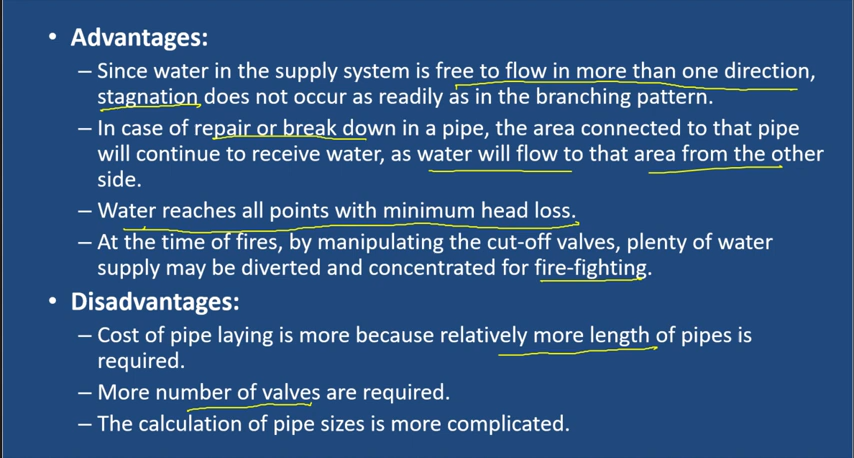 • Advantages:
– Since water in the supply system is free to flow in more than one direction,
stagnation does not occur as readily as in the branching pattern.
– In case of repair or break down in a pipe, the area connected to that pipe
will continue to receive water, as water will flow to that area from the other
side.
– Water reaches all points with minimum head loss.
– At the time of fires, by manipulating the cut-off valves, plenty of water
supply may be diverted and concentrated for fire-fighting.
• Disadvantages:
– Cost of pipe laying is more because relatively more length of pipes is
required.
– More number of valves are required.
– The calculation of pipe sizes is more complicated.